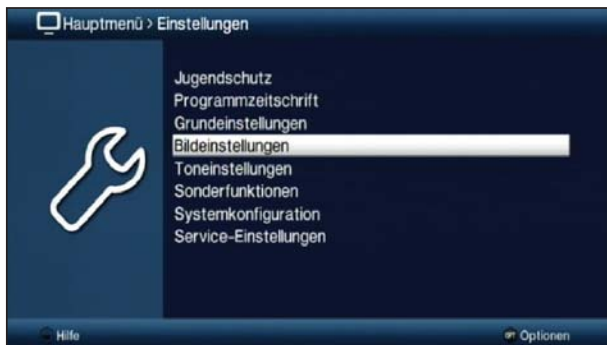 Hauptmenü > Einstellungen
Jugendschutz
Programmzeitschrift
Grundeinstellungen
Bildeinstellungen
Toneinstellungen
Sonderfunktionen
Systemkonfiguration
Service-Einstellungen
Hilfe
Optionen